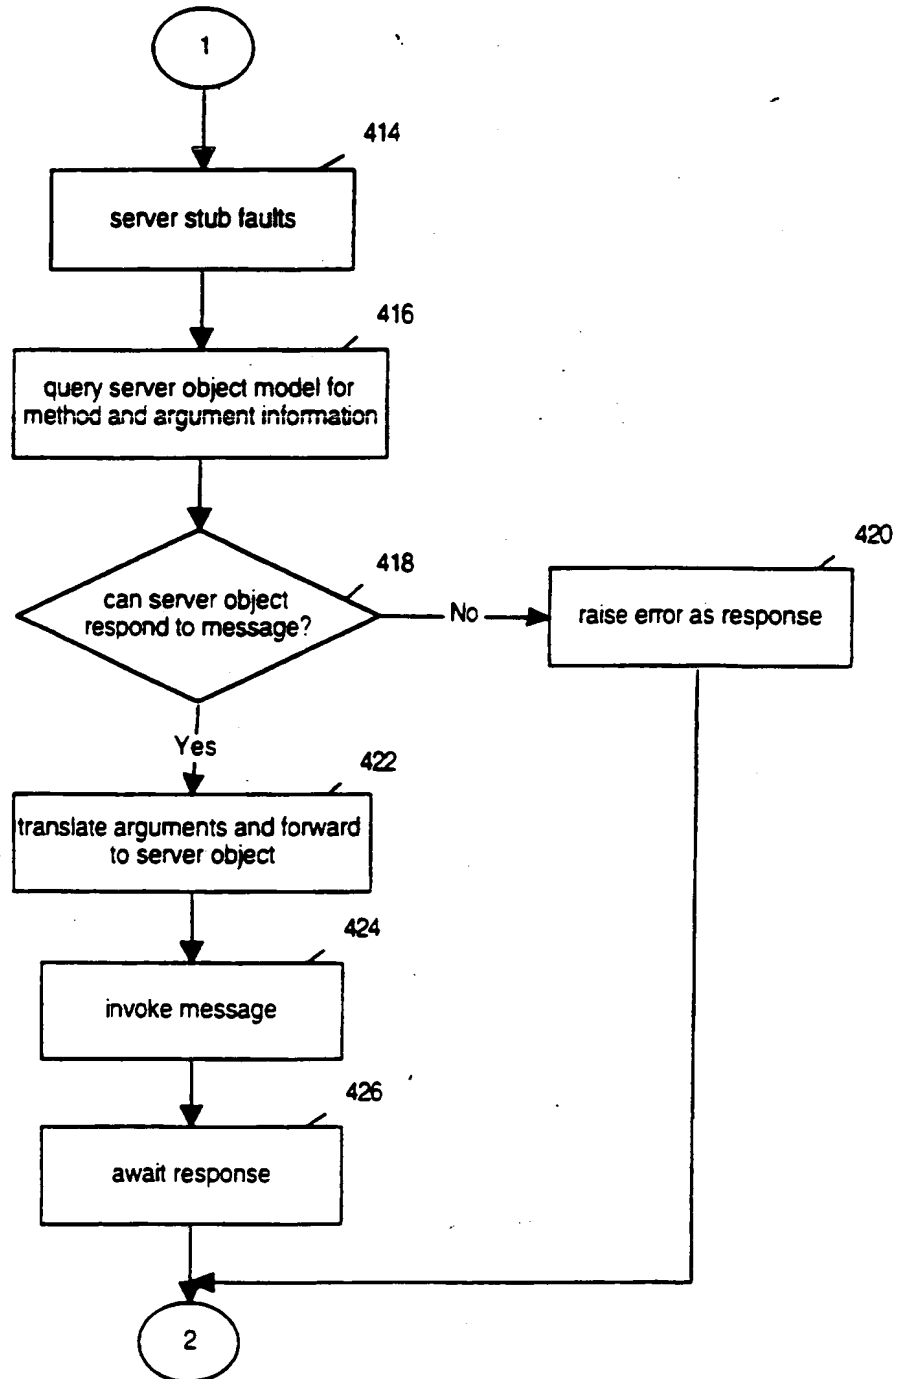 1
414
server stub faults
416
query server object model for
method and argument information
418
can server object
respond to message?
No
420
raise error as response
Yes
422
translate arguments and forward
to server object
424
invoke message
426
await response
2